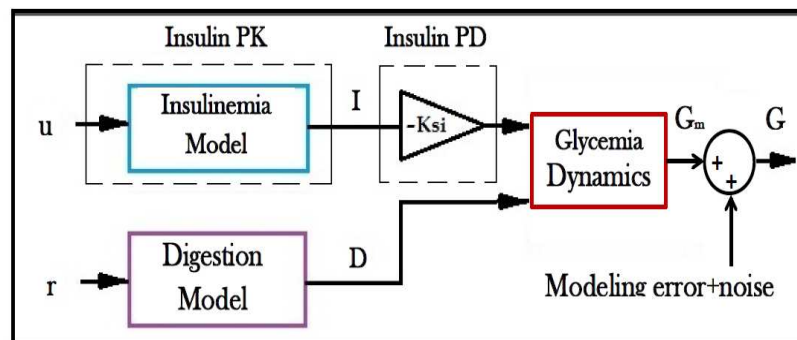 Insulin PK
Insulin PD
u
Insulinemia
Model
I
-Ksi
Glycemia
Dynamics
Gm
G
+
+
r
Digestion
Model
D
Modeling error+noise